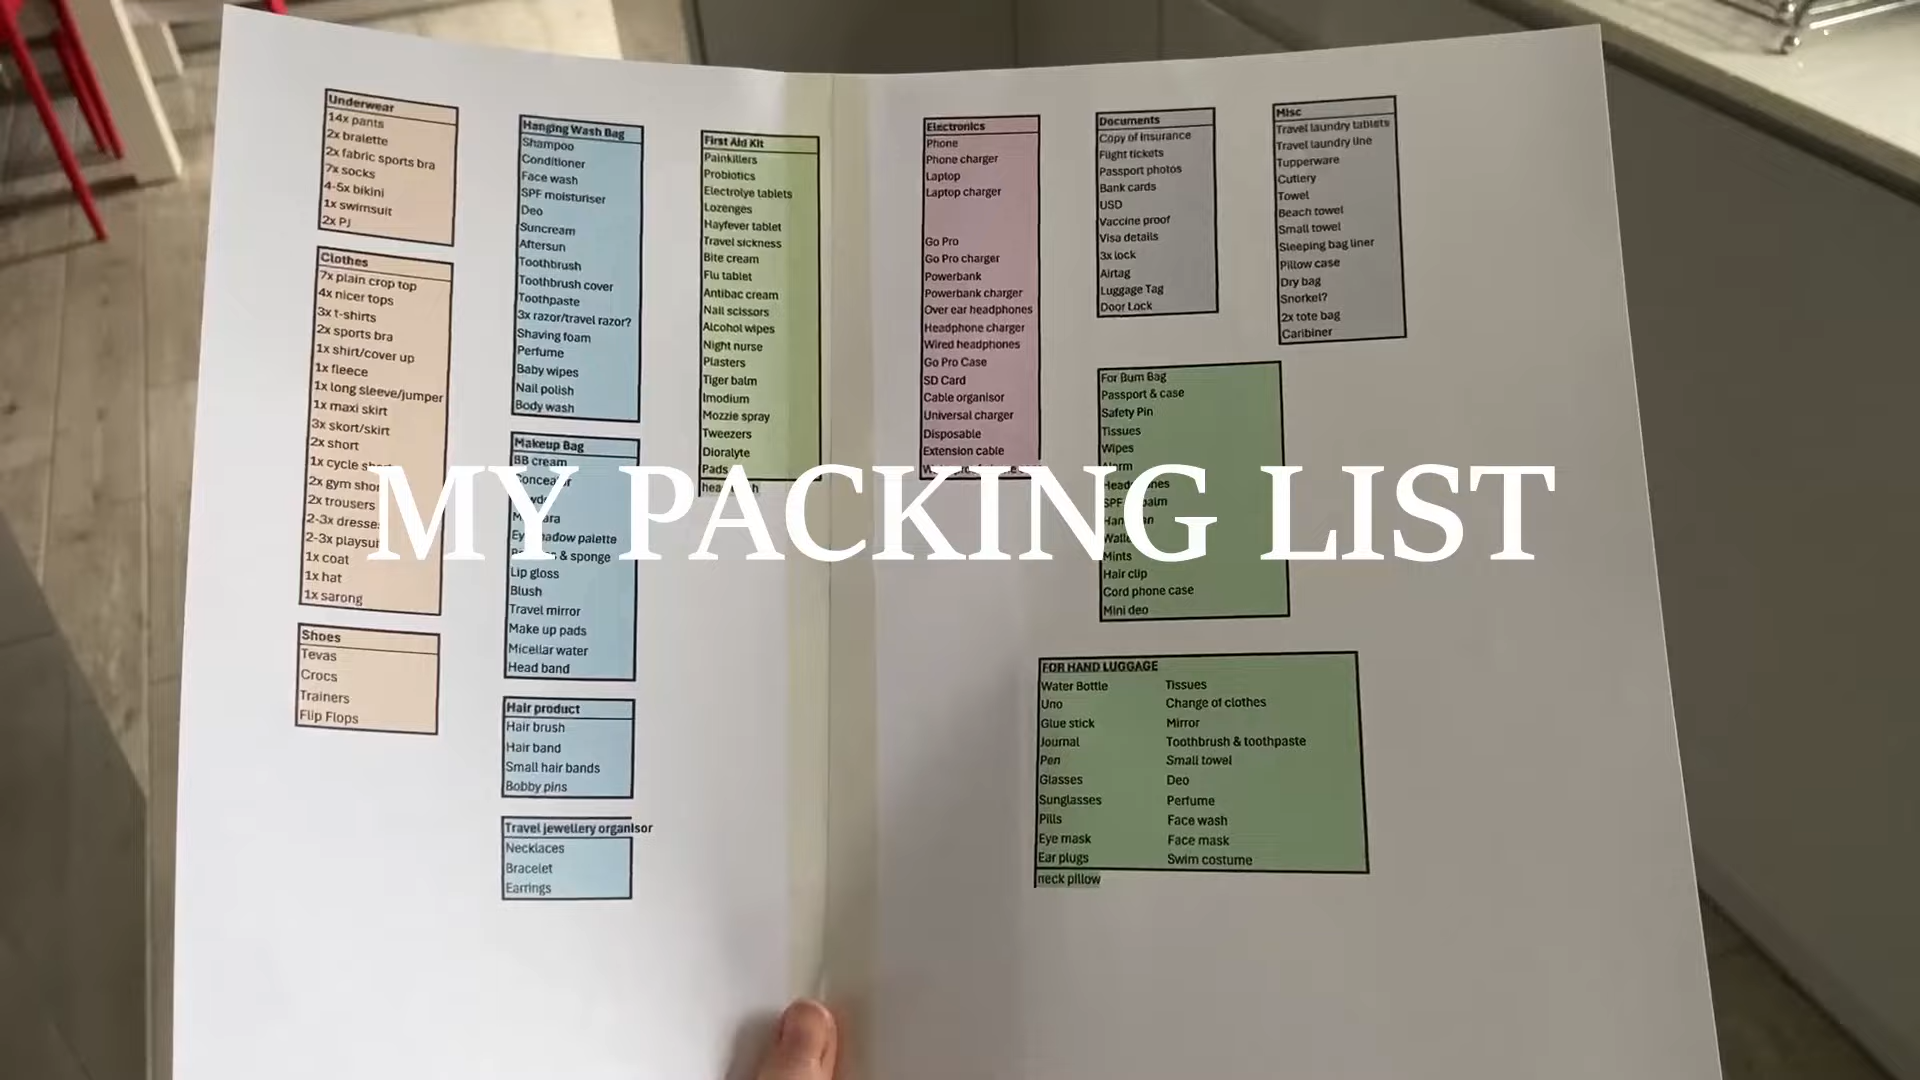 Underwear
14x pants
2x bralette
2x fabric sports bra
7x socks
4-5x bikini
1x swimsuit
2x PJ
Clothes
7x plain crop top
4x nicer tops
3x t-shirts
2x sports bra
1x shirt/cover up
1x fleece
1x long sleeve/jumper
1x maxi skirt
3x skort/skirt
2x short
1x cycle
2x gym
2x trousers
2-3x
2-3x
1x coat
1x hat
1x sarong
Shoes
Tevas
Crocs
Trainers
Flip Flops
Hanging Wash Bag
Shampoo
Conditioner
Face wash
SPF moisturiser
Deo
Suncream
Aftersun
Toothbrush
Toothbrush cover
Toothpaste
3x razor/travel razor?
Shaving foam
Perfume
Baby wipes
Nail polish
Body wash
Makeup Bag
BB cream
palette
& sponge
Lip gloss
Blush
Travel mirror
Make up pads
Micellar water
Head band
Hair product
Hair brush
Hair band
Small hair bands
Bobby pins
Travel jewellery organisor
Necklaces
Bracelet
Earrings
First Aid Kit
Painkillers
Probiotics
Electrolye tablets
Lozenges
Hayfever tablet
Travel sickness
Bite cream
Flu tablet
Antibac cream
Nail scissors
Alcohol wipes
Night nurse
Plasters
Tiger balm
Imodium
Mozzie spray
Tweezers
Dioralyte
Pads
Electronics
Phone
Phone charger
Laptop
Laptop charger
Go Pro
Go Pro charger
Powerbank
Powerbank charger
Over ear headphones
Headphone charger
Wired headphones
Go Pro Case
SD Card
Cable organisor
Universal charger
Disposable
Extension cable
Documents
Copy of insurance
Flight tickets
Passport photos
Bank cards
USD
Vaccine proof
Visa details
3x lock
Airtag
Luggage Tag
Door Lock
Misc
Travel laundry tablets
Travel laundry line
Tupperware
Cutlery
Towel
Beach towel
Small towel
Sleeping bag liner
Pillow case
Dry bag
Snorkel?
2x tote bag
Caribiner
For Bum Bag
Passport & case
Safety Pin
Tissues
Wipes
SPF
Mints
Hair clip
Cord phone case
Mini deo
MY PACKING LIST
FOR HAND LUGGAGE
Water Bottle Tissues
Uno Change of clothes
Glue stick Mirror
Journal Toothbrush & toothpaste
Pen Small towel
Glasses Deo
Sunglasses Perfume
Pills Face wash
Eye mask Face mask
Ear plugs Swim costume
neck pillow